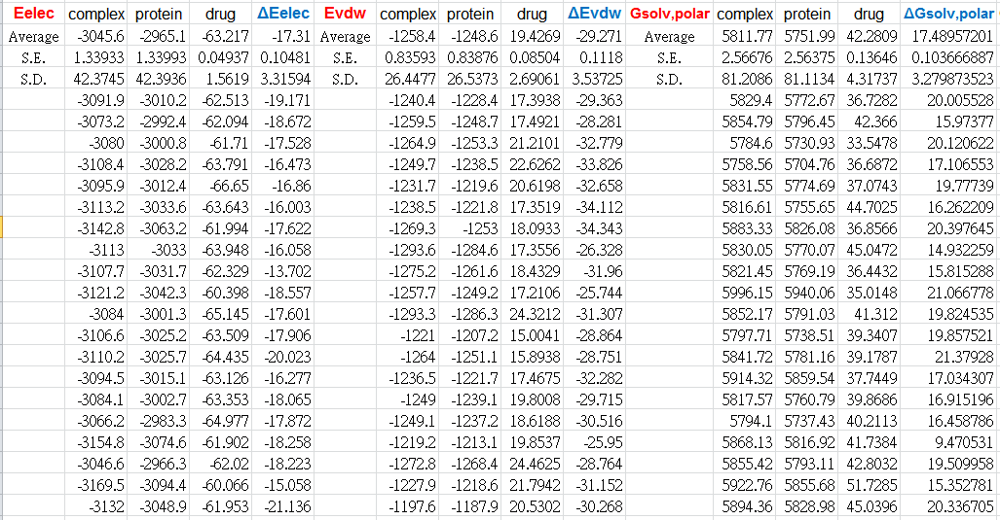 Eelec complex protein drug ΔEelec Evdw complex protein drug ΔEvdw Gsolv,polar complex protein drug ΔGsolv,polar
Average -3045.6 -2965.1 -63.217 -17.31 Average -1258.4 -1248.6 19.4269 -29.271 Average 5811.77 5751.99 42.2809 17.48957201
S.E. 1.33933 1.33993 0.04937 0.10481 S.E. 0.83593 0.83876 0.08504 0.1118 S.E. 2.56676 2.56375 0.13646 0.103666887
S.D. 42.3745 42.3936 1.5619 3.31594 S.D. 26.4477 26.5373 2.69061 3.53725 S.D. 81.2086 81.1134 4.31737 3.279873523
-3091.9 -3010.2 -62.513 -19.171 -1240.4 -1228.4 17.3938 -29.363 5829.4 5772.67 36.7282 20.005528
-3073.2 -2992.4 -62.094 -18.672 -1259.5 -1248.7 17.4921 -28.281 5854.79 5796.45 42.366 15.97377
-3080 -3000.8 -61.71 -17.528 -1264.9 -1253.3 21.2101 -32.779 5784.6 5730.93 33.5478 20.120622
-3108.4 -3028.2 -63.791 -16.473 -1249.7 -1238.5 22.6262 -33.826 5758.56 5704.76 36.6872 17.106553
-3095.9 -3012.4 -66.65 -16.86 -1231.7 -1219.6 20.6198 -32.658 5831.55 5774.69 37.0743 19.77739
-3113.2 -3033.6 -63.643 -16.003 -1238.5 -1221.8 17.3519 -34.112 5816.61 5755.65 44.7025 16.262209
-3142.8 -3063.2 -61.994 -17.622 -1269.3 -1253 18.0933 -34.343 5883.33 5826.08 36.8566 20.397645
-3113 -3033 -63.948 -16.058 -1293.6 -1284.6 17.3556 -26.328 5830.05 5770.07 45.0472 14.932259
-3107.7 -3031.7 -62.329 -13.702 -1275.2 -1261.6 18.4329 -31.96 5821.45 5769.19 36.4432 15.815288
-3121.2 -3042.3 -60.398 -18.557 -1257.7 -1249.2 17.2106 -25.744 5996.15 5940.06 35.0148 21.066778
-3084 -3001.3 -65.145 -17.601 -1293.3 -1286.3 24.3212 -31.307 5852.17 5791.03 41.312 19.824535
-3106.6 -3025.2 -63.509 -17.906 -1221 -1207.2 15.0041 -28.864 5797.71 5738.51 39.3407 19.857521
-3110.2 -3025.7 -64.435 -20.023 -1264 -1251.1 15.8938 -28.751 5841.72 5781.16 39.1787 21.37928
-3094.5 -3015.1 -63.126 -16.277 -1236.5 -1221.7 17.4675 -32.282 5914.32 5859.54 37.7449 17.034307
-3084.1 -3002.7 -63.353 -18.065 -1249 -1239.1 19.8008 -29.715 5817.57 5760.79 39.8686 16.915196
-3066.2 -2983.3 -64.977 -17.872 -1249.1 -1237.2 18.6188 -30.516 5794.1 5737.43 40.2113 16.458786
-3154.8 -3074.6 -61.902 -18.258 -1219.2 -1213.1 19.8537 -25.95 5868.13 5816.92 41.7384 9.470531
-3046.6 -2966.3 -62.02 -18.223 -1272.8 -1268.4 24.4625 -28.764 5855.42 5793.11 42.8032 19.509958
-3169.5 -3094.4 -60.066 -15.058 -1227.9 -1218.6 21.7942 -31.152 5922.76 5855.68 51.7285 15.352781
-3132 -3048.9 -61.953 -21.136 -1197.6 -1187.9 20.5302 -30.268 5894.36 5828.98 45.0396 20.336705